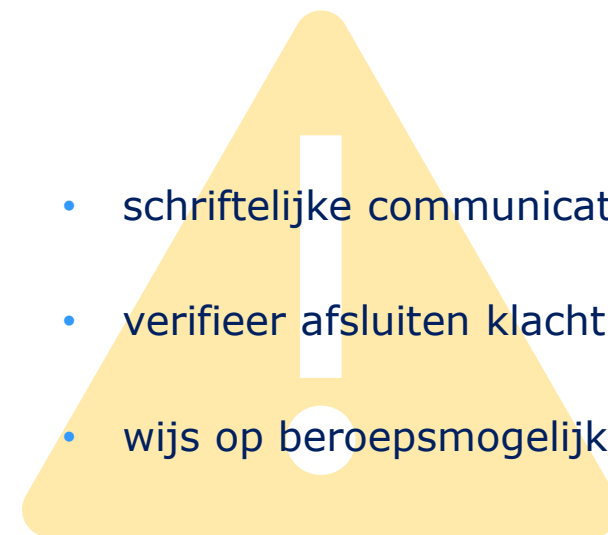 • schriftelijke communicat
• verifieer afsluiten klacht
• wijs op beroepsmogelijk